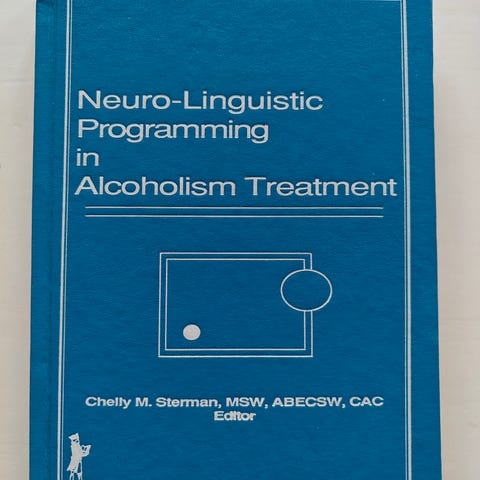 Neuro-Linguistic
Programming
in
Alcoholism Treatment
Chelly M. Sterman, MSW, ABECSW, CAC
Editor